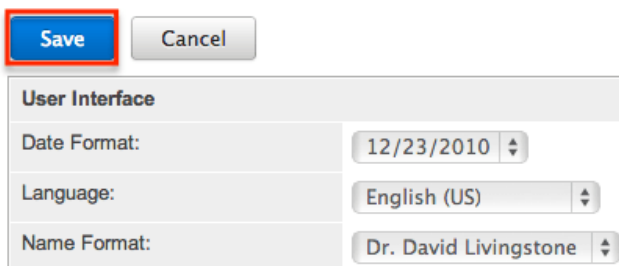 Save Cancel
User Interface
Date Format: 12/23/2010
Language: English (US)
Name Format: Dr. David Livingstone